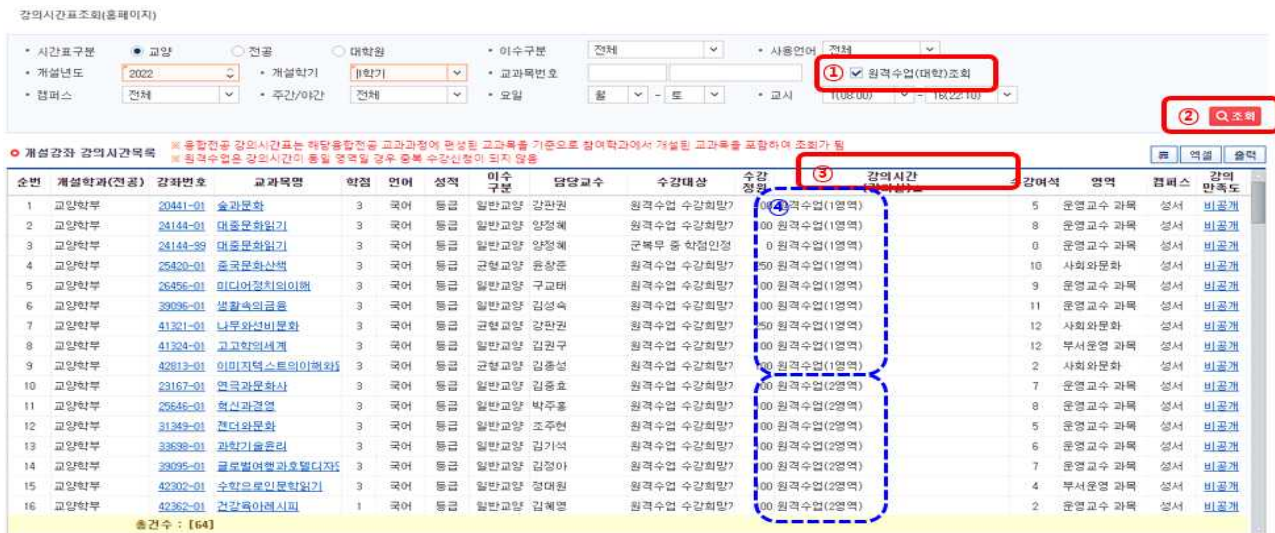 강의시간표조회(홈페이지)
• 시간표구분 교양 전공 대학원 • 이수구분 전체 • 사용언어 전체
• 개설년도 2022 • 개설학기 1학기 • 교과목번호 ① 원격수업(대학)조회
• 캠퍼스 전체 • 주간/야간 전체 • 요일 월 - 토 • 교시 1(08:00) - 16(22:10)
② 조회
개설강좌 강의시간목록 ※ 융합전공 강의시간표는 해당융합전공 교과과정에 편성된 교과목을 기준으로 참여학과에서 개설된 교과목을 포함하여 조회가 됨
※ 원격수업은 강의시간이 동일 영역일 경우 중복 수강신청이 되지 않음
엑셀 출력
순번 개설학과(전공) 강좌번호 교과목명 학점 언어 성적 이수구분 담당교수 수강대상 수강정원 ③ 강의시간 수강여석 영역 캠퍼스 강의만족도
1 교양학부 20441-01 숲과문화 3 국어 등급 일반교양 강판권 원격수업 수강희망 ④ 00 원격수업(1영역) 5 운영교수 과목 성서 비공개
2 교양학부 24144-01 대중문화읽기 3 국어 등급 일반교양 양정혜 원격수업 수강희망 00 원격수업(1영역) 8 운영교수 과목 성서 비공개
3 교양학부 24144-99 대중문화읽기 3 국어 등급 일반교양 양정혜 군복무 중 학점인정 0 원격수업(1영역) 0 운영교수 과목 성서 비공개
4 교양학부 25420-01 중국문화산책 3 국어 등급 균형교양 윤창준 원격수업 수강희망 250 원격수업(1영역) 10 사회와문화 성서 비공개
5 교양학부 26456-01 미디어정치의이해 3 국어 등급 일반교양 구교태 원격수업 수강희망 00 원격수업(1영역) 9 운영교수 과목 성서 비공개
6 교양학부 39096-01 생활속의금융 3 국어 등급 일반교양 김성숙 원격수업 수강희망 00 원격수업(1영역) 11 운영교수 과목 성서 비공개
7 교양학부 41321-01 나무와선비문화 3 국어 등급 균형교양 강판권 원격수업 수강희망 250 원격수업(1영역) 12 사회와문화 성서 비공개
8 교양학부 41324-01 고고학의세계 3 국어 등급 일반교양 김권구 원격수업 수강희망 00 원격수업(1영역) 12 부서운영 과목 성서 비공개
9 교양학부 42813-01 이미지텍스트의이해와 3 국어 등급 균형교양 김종성 원격수업 수강희망 00 원격수업(1영역) 2 사회와문화 성서 비공개
10 교양학부 23167-01 연극과문화사 3 국어 등급 일반교양 김중효 원격수업 수강희망 00 원격수업(2영역) 7 운영교수 과목 성서 비공개
11 교양학부 25646-01 혁신과경영 3 국어 등급 일반교양 박주홍 원격수업 수강희망 00 원격수업(2영역) 8 운영교수 과목 성서 비공개
12 교양학부 31349-01 젠더와문화 3 국어 등급 일반교양 조주현 원격수업 수강희망 00 원격수업(2영역) 5 운영교수 과목 성서 비공개
13 교양학부 33698-01 과학기술윤리 3 국어 등급 일반교양 김기석 원격수업 수강희망 00 원격수업(2영역) 6 운영교수 과목 성서 비공개
14 교양학부 39095-01 글로벌여행과호텔디자인 3 국어 등급 일반교양 김정아 원격수업 수강희망 00 원격수업(2영역) 7 운영교수 과목 성서 비공개
15 교양학부 42302-01 수학으로인문학읽기 3 국어 등급 일반교양 정대원 원격수업 수강희망 00 원격수업(2영역) 4 부서운영 과목 성서 비공개
16 교양학부 42362-01 건강육아레시피 1 국어 등급 일반교양 김혜영 원격수업 수강희망 00 원격수업(2영역) 2 운영교수 과목 성서 비공개
총건수 : [64]